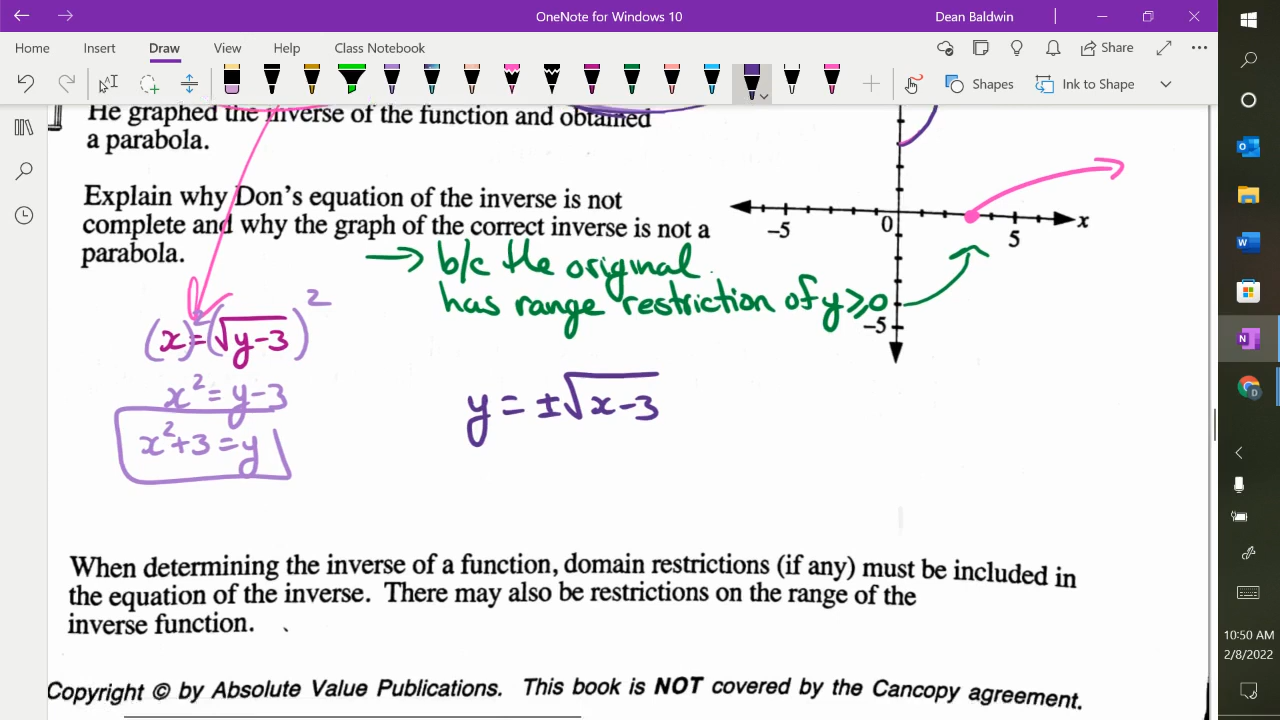 OneNote for Windows 10
Dean Baldwin
Home Insert Draw View Help Class Notebook
Share
Shapes
Ink to Shape
He graphed the inverse of the function and obtained
a parabola.
Explain why Don's equation of the inverse is not
complete and why the graph of the correct inverse is not a
parabola.
→ b/c the original
has range restriction of y ≥ 0
-5 0 5 x
-5
(x)² = (√y-3)²
x² = y-3
x²+3 = y
y = ±√x-3
When determining the inverse of a function, domain restrictions (if any) must be included in
the equation of the inverse. There may also be restrictions on the range of the
inverse function.
Copyright © by Absolute Value Publications. This book is NOT covered by the Cancopy agreement.
10:50 AM
2/8/2022